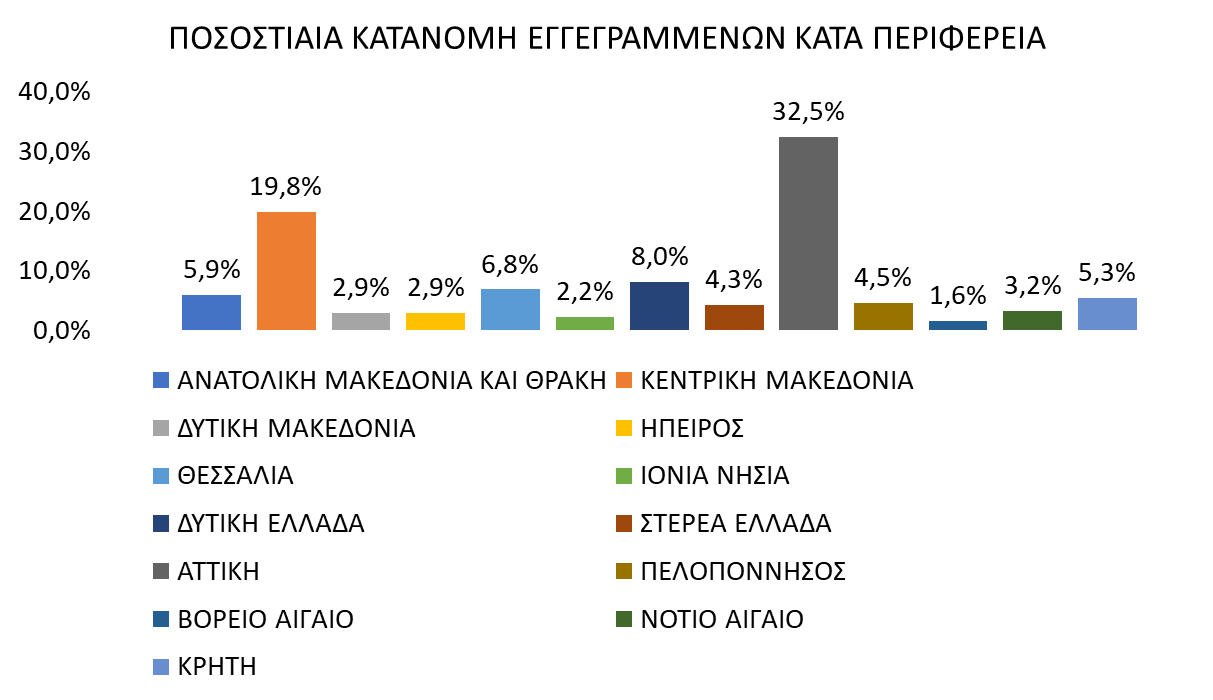 ΠΟΣΟΣΤΙΑΙΑ ΚΑΤΑΝΟΜΗ ΕΓΓΕΓΡΑΜΜΕΝΩΝ ΚΑΤΑ ΠΕΡΙΦΕΡΕΙΑ
40,0%
30,0%
20,0%
10,0%
0,0%
5,9%
19,8%
2,9%
2,9%
6,8%
2,2%
8,0%
4,3%
32,5%
4,5%
1,6%
3,2%
5,3%
ΑΝΑΤΟΛΙΚΗ ΜΑΚΕΔΟΝΙΑ ΚΑΙ ΘΡΑΚΗ
ΚΕΝΤΡΙΚΗ ΜΑΚΕΔΟΝΙΑ
ΔΥΤΙΚΗ ΜΑΚΕΔΟΝΙΑ
ΗΠΕΙΡΟΣ
ΘΕΣΣΑΛΙΑ
ΙΟΝΙΑ ΝΗΣΙΑ
ΔΥΤΙΚΗ ΕΛΛΑΔΑ
ΣΤΕΡΕΑ ΕΛΛΑΔΑ
ΑΤΤΙΚΗ
ΠΕΛΟΠΟΝΝΗΣΟΣ
ΒΟΡΕΙΟ ΑΙΓΑΙΟ
ΝΟΤΙΟ ΑΙΓΑΙΟ
ΚΡΗΤΗ